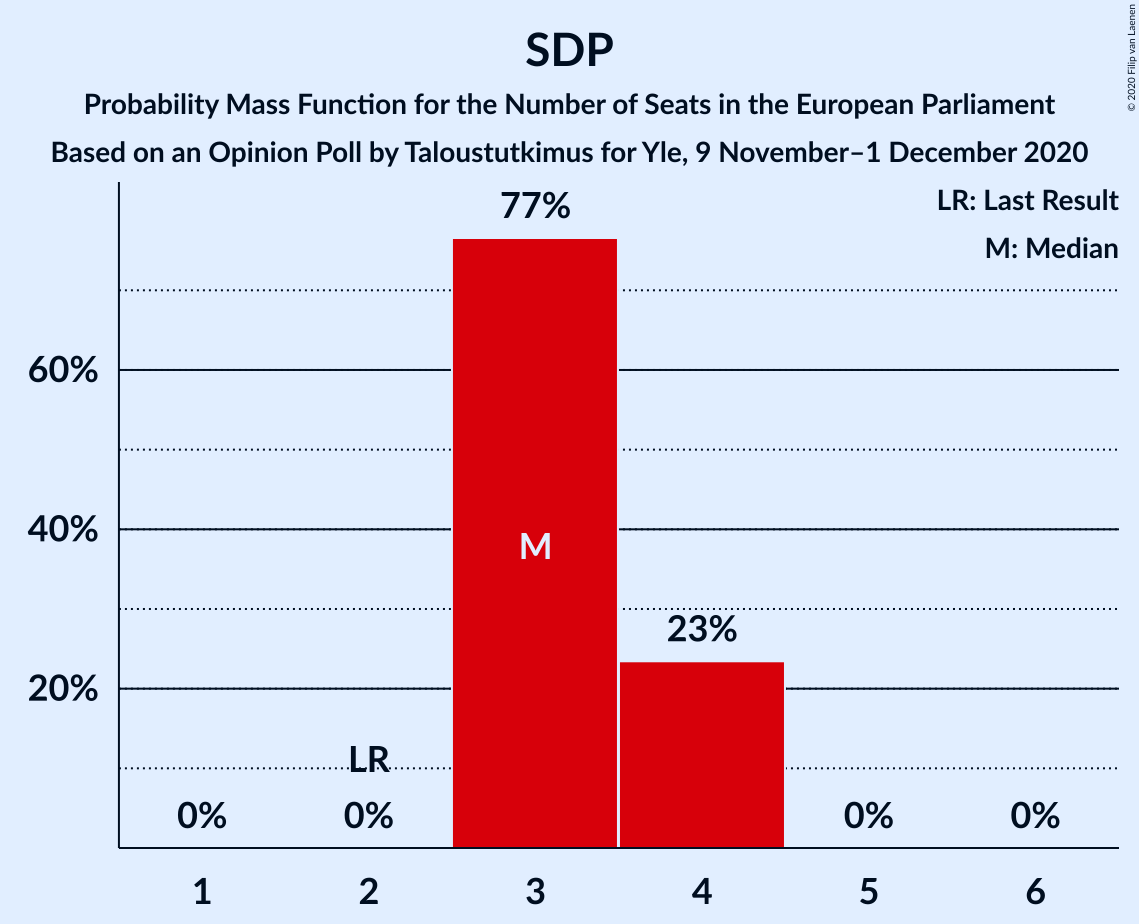 SDP
Probability Mass Function for the Number of Seats in the European Parliament
Based on an Opinion Poll by Taloustutkimus for Yle, 9 November–1 December 2020
© 2020 Filip van Laenen
LR: Last Result
M: Median
77%
60%
40%
M
23%
20%
LR
0%
0%
0%
0%
1
2
3
4
5
6